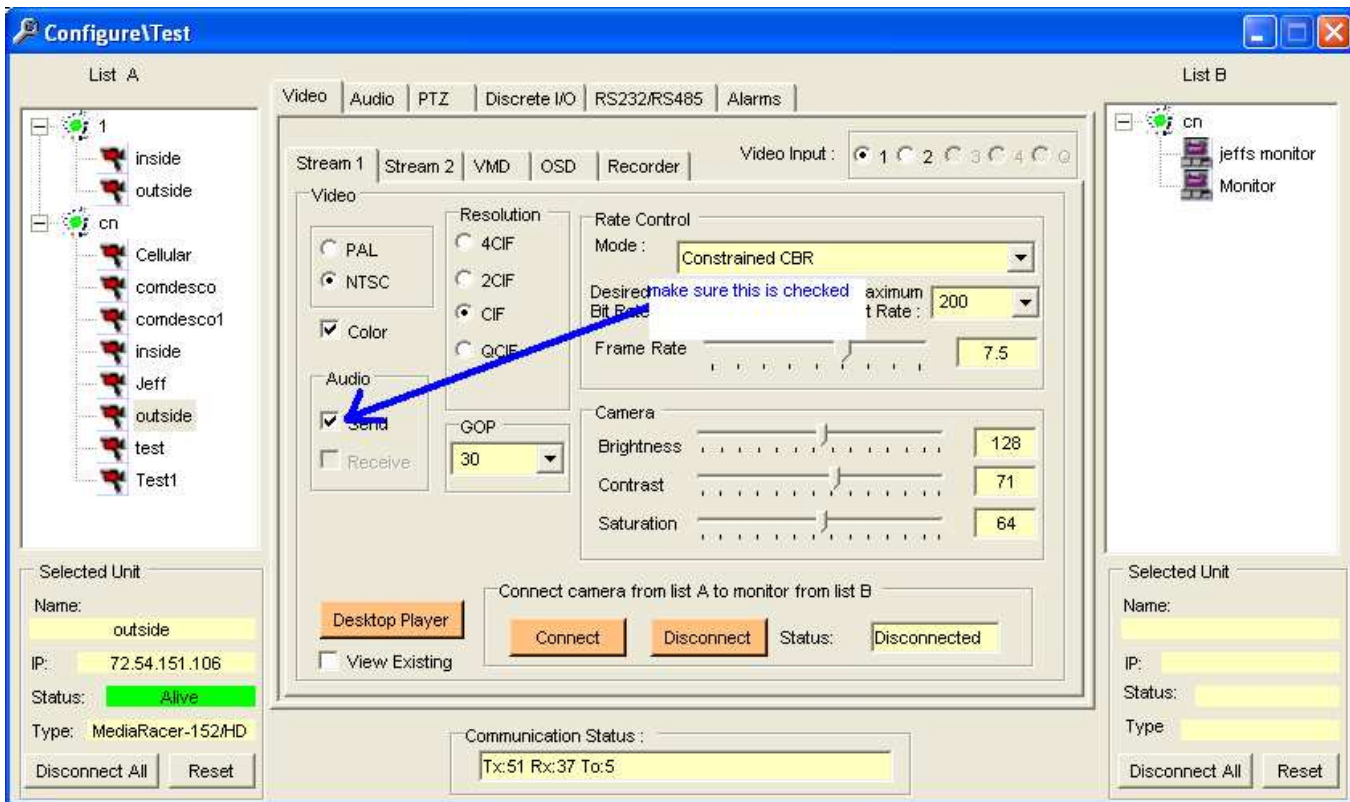 Configure\Test
List A
1
inside
outside
cn
Cellular
comdesco
comdesco1
inside
Jeff
outside
test
Test1
Selected Unit
Name:
outside
IP: 72.54.151.106
Status: Alive
Type: MediaRacer-152/HD
Disconnect All Reset
Video Audio PTZ Discrete I/O RS232/RS485 Alarms
Stream 1 Stream 2 VMD OSD Recorder
Video Input : 1 2 3 4 Q
Video
PAL
NTSC
Color
Audio
Send
Receive
Resolution
4CIF
2CIF
CIF
QCIF
GOP
30
Rate Control
Mode : Constrained CBR
Desired
Bit Rate
make sure this is checked
200
Frame Rate 7.5
Camera
Brightness 128
Contrast 71
Saturation 64
Desktop Player
View Existing
Connect camera from list A to monitor from list B
Connect Disconnect Status: Disconnected
Communication Status :
Tx:51 Rx:37 To:5
List B
cn
jeffs monitor
Monitor
Selected Unit
Name:
IP:
Status:
Type
Disconnect All Reset